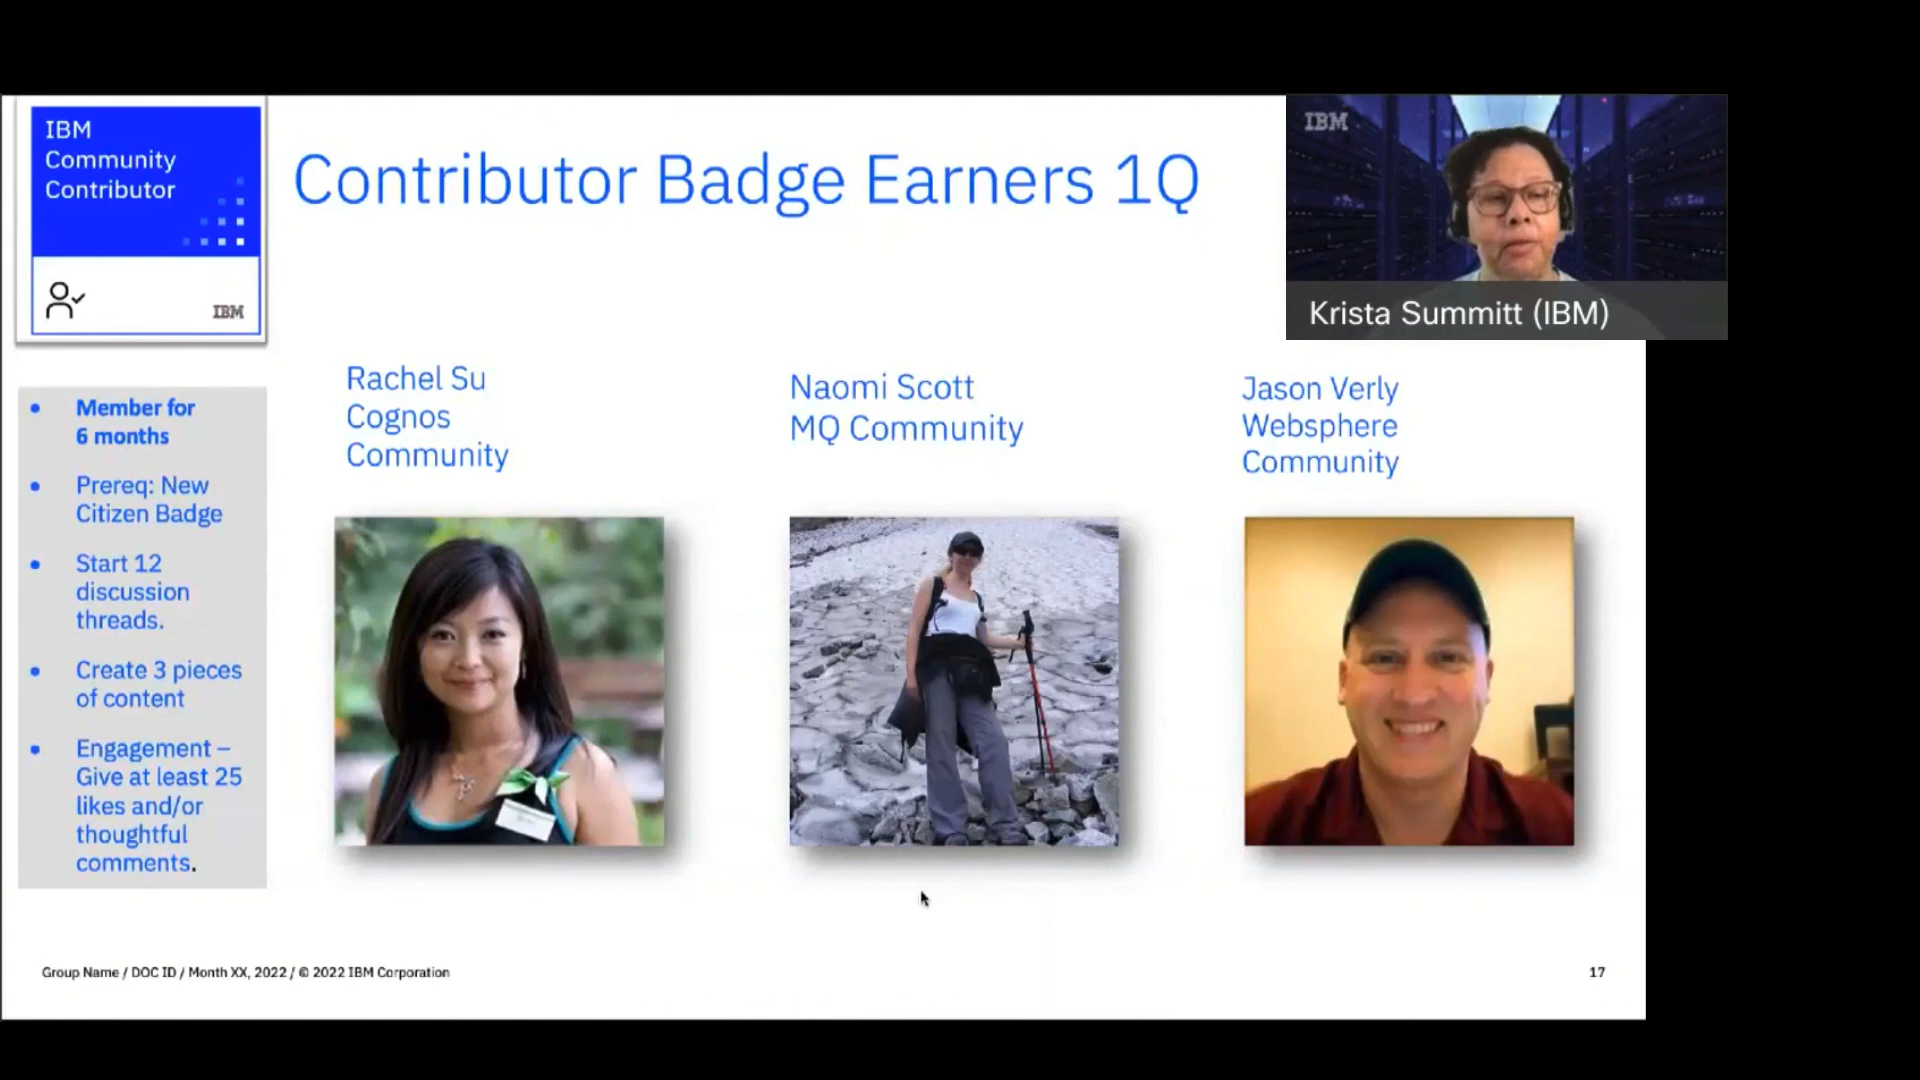 IBM
Community
Contributor
IBM
Contributor Badge Earners 1Q
IBM
Krista Summitt (IBM)
Member for
6 months
Prereq: New
Citizen Badge
Start 12
discussion
threads.
Create 3 pieces
of content
Engagement –
Give at least 25
likes and/or
thoughtful
comments.
Rachel Su
Cognos
Community
Naomi Scott
MQ Community
Jason Verly
Websphere
Community
Group Name / DOC ID / Month XX, 2022 / © 2022 IBM Corporation
17